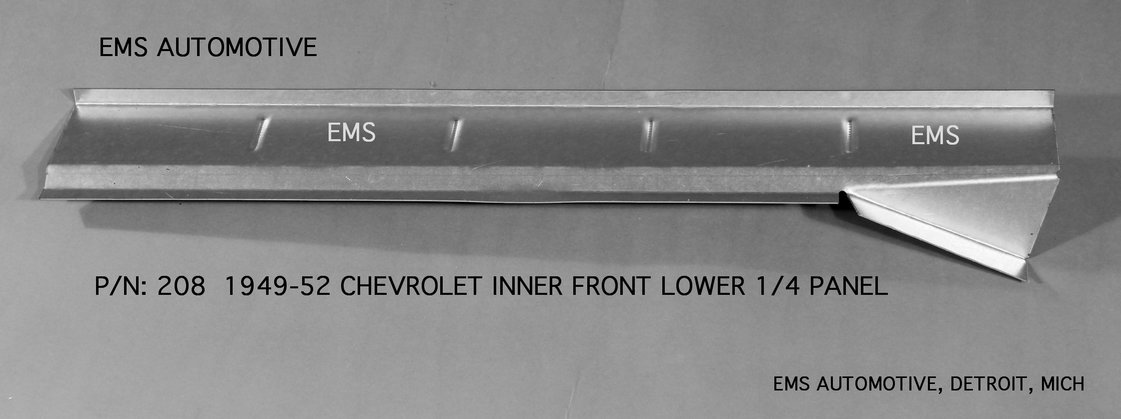 EMS AUTOMOTIVE
EMS
EMS
P/N: 208 1949-52 CHEVROLET INNER FRONT LOWER 1/4 PANEL
EMS AUTOMOTIVE, DETROIT, MICH